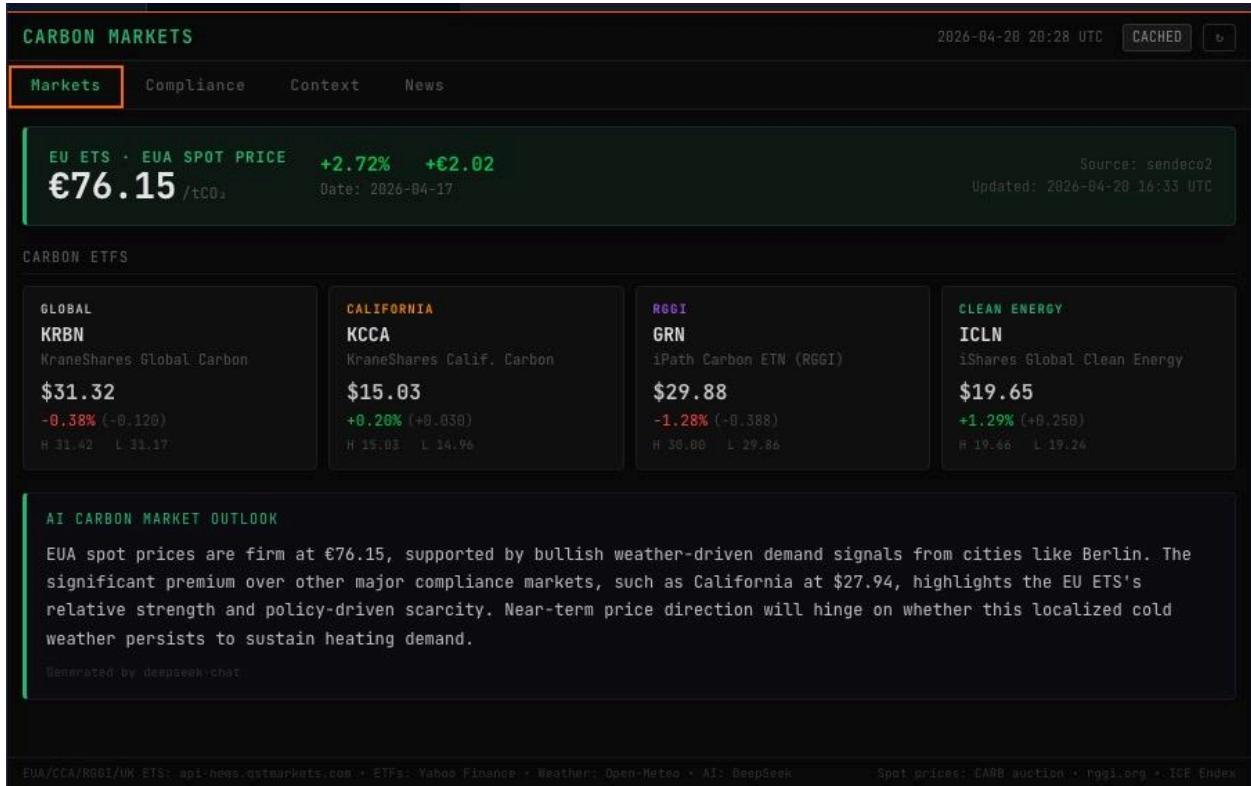 CARBON MARKETS
2026-04-20 20:28 UTC
CACHED
↻
Markets
Compliance
Context
News
EU ETS · EUA SPOT PRICE
€76.15 /tCO₂
+2.72% +€2.02
Date: 2026-04-17
Source: sendeco2
Updated: 2026-04-20 16:33 UTC
CARBON ETFS
GLOBAL
KRBN
KraneShares Global Carbon
$31.32
-0.38% (-0.120)
H 31.42 L 31.17
CALIFORNIA
KCCA
KraneShares Calif. Carbon
$15.03
+0.20% (+0.030)
H 15.03 L 14.96
RGGI
GRN
iPath Carbon ETN (RGGI)
$29.88
-1.28% (-0.388)
H 30.00 L 29.86
CLEAN ENERGY
ICLN
iShares Global Clean Energy
$19.65
+1.29% (+0.250)
H 19.66 L 19.24
AI CARBON MARKET OUTLOOK
EUA spot prices are firm at €76.15, supported by bullish weather-driven demand signals from cities like Berlin. The
significant premium over other major compliance markets, such as California at $27.94, highlights the EU ETS's
relative strength and policy-driven scarcity. Near-term price direction will hinge on whether this localized cold
weather persists to sustain heating demand.
Generated by deepseek-chat
EUA/CCA/RGGI/UK ETS: api-news.qstmarkets.com • ETFs: Yahoo Finance • Weather: Open-Meteo • AI: DeepSeek
Spot prices: CARB auction • rggi.org • ICE Endex